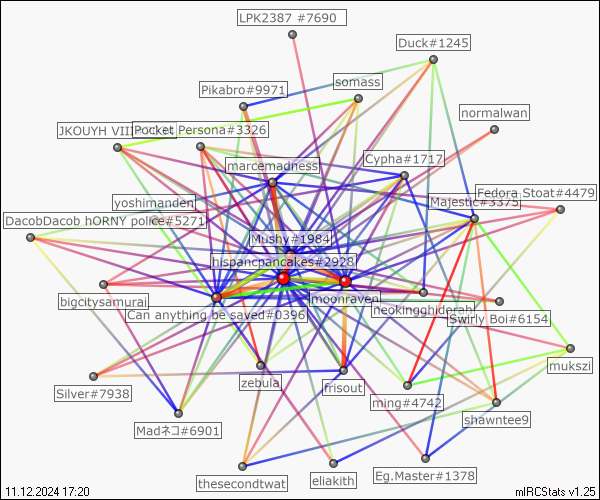 LPK2387 #7690
Duck#1245
somass
Pikabro#9971
normalwan
JKOUYH VIII
Pocket Persona#3326
Cypha#1717
marcemadness
Fedora Stoat#4479
yoshimanden
Majestic#3375
DacobDacob hORNY police#5271
Mushy#1984
hispancpancakes#2928
bigcitysamurai
moonraven
neokingghiderah
Can anything be saved#0396
Swirly Boi#6154
mukszi
zebula
frisout
Silver#7938
ming#4742
shawntee9
Madネコ#6901
thesecondtwat
eliakith
Eg.Master#1378
11.12.2024 17:20
mIRCStats v1.25